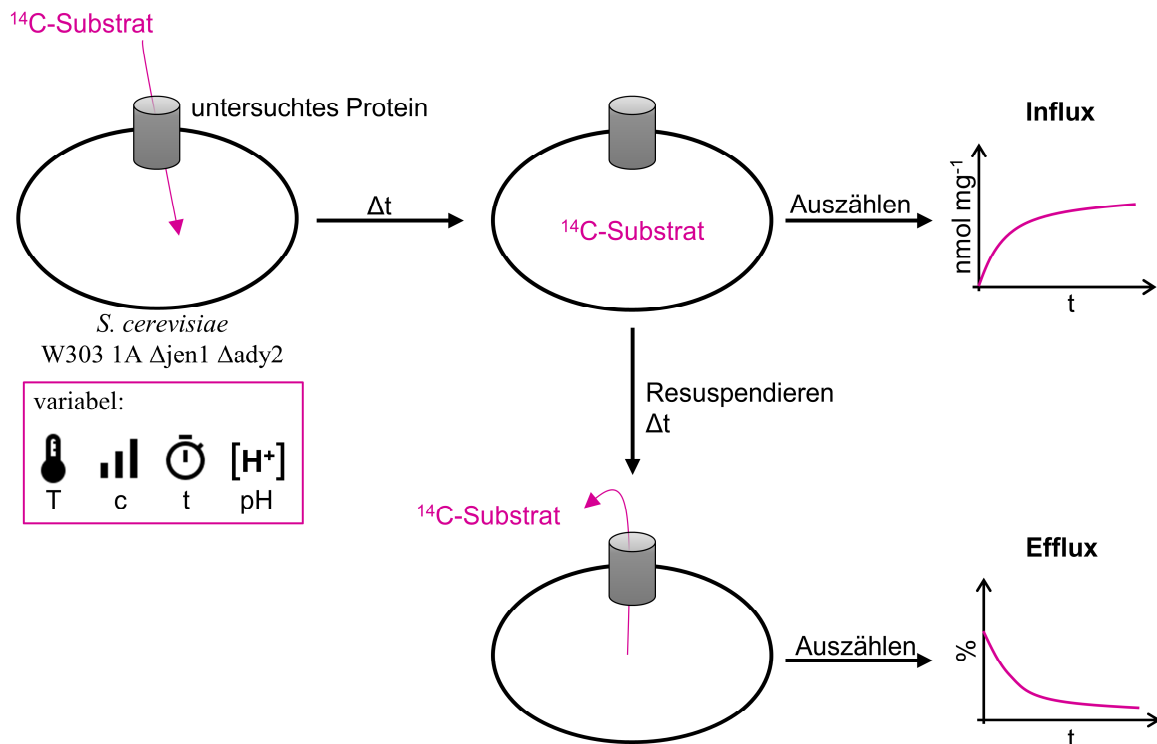 ¹⁴C-Substrat
untersuchtes Protein
Δt
¹⁴C-Substrat
Auszählen
Influx
nmol mg⁻¹
t
S. cerevisiae
W303 1A Δjen1 Δady2
variabel:
[H⁺]
T c t pH
Resuspendieren
Δt
¹⁴C-Substrat
Auszählen
Efflux
%
t